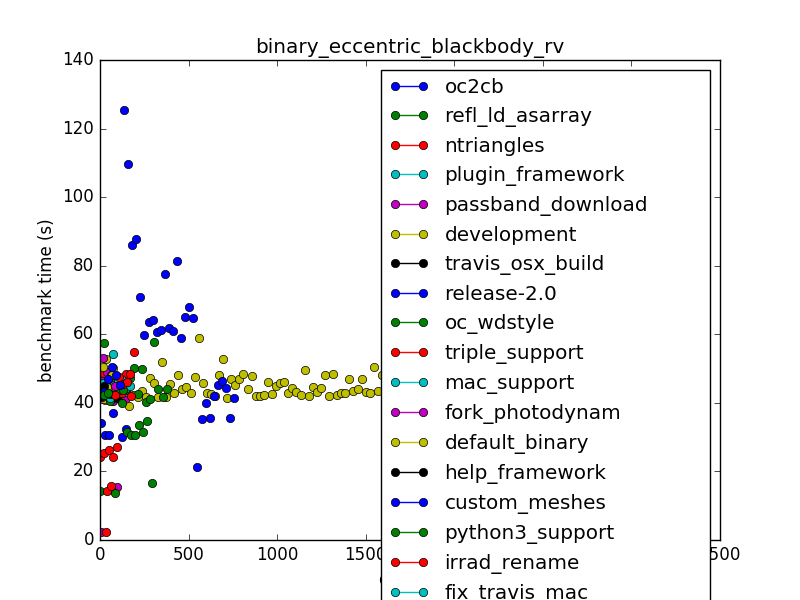 binary_eccentric_blackbody_rv
140
120
100
80
60
40
20
0
benchmark time (s)
0
500
1000
1500
500
oc2cb
refl_ld_asarray
ntriangles
plugin_framework
passband_download
development
travis_osx_build
release-2.0
oc_wdstyle
triple_support
mac_support
fork_photodynam
default_binary
help_framework
custom_meshes
python3_support
irrad_rename
fix_travis_mac